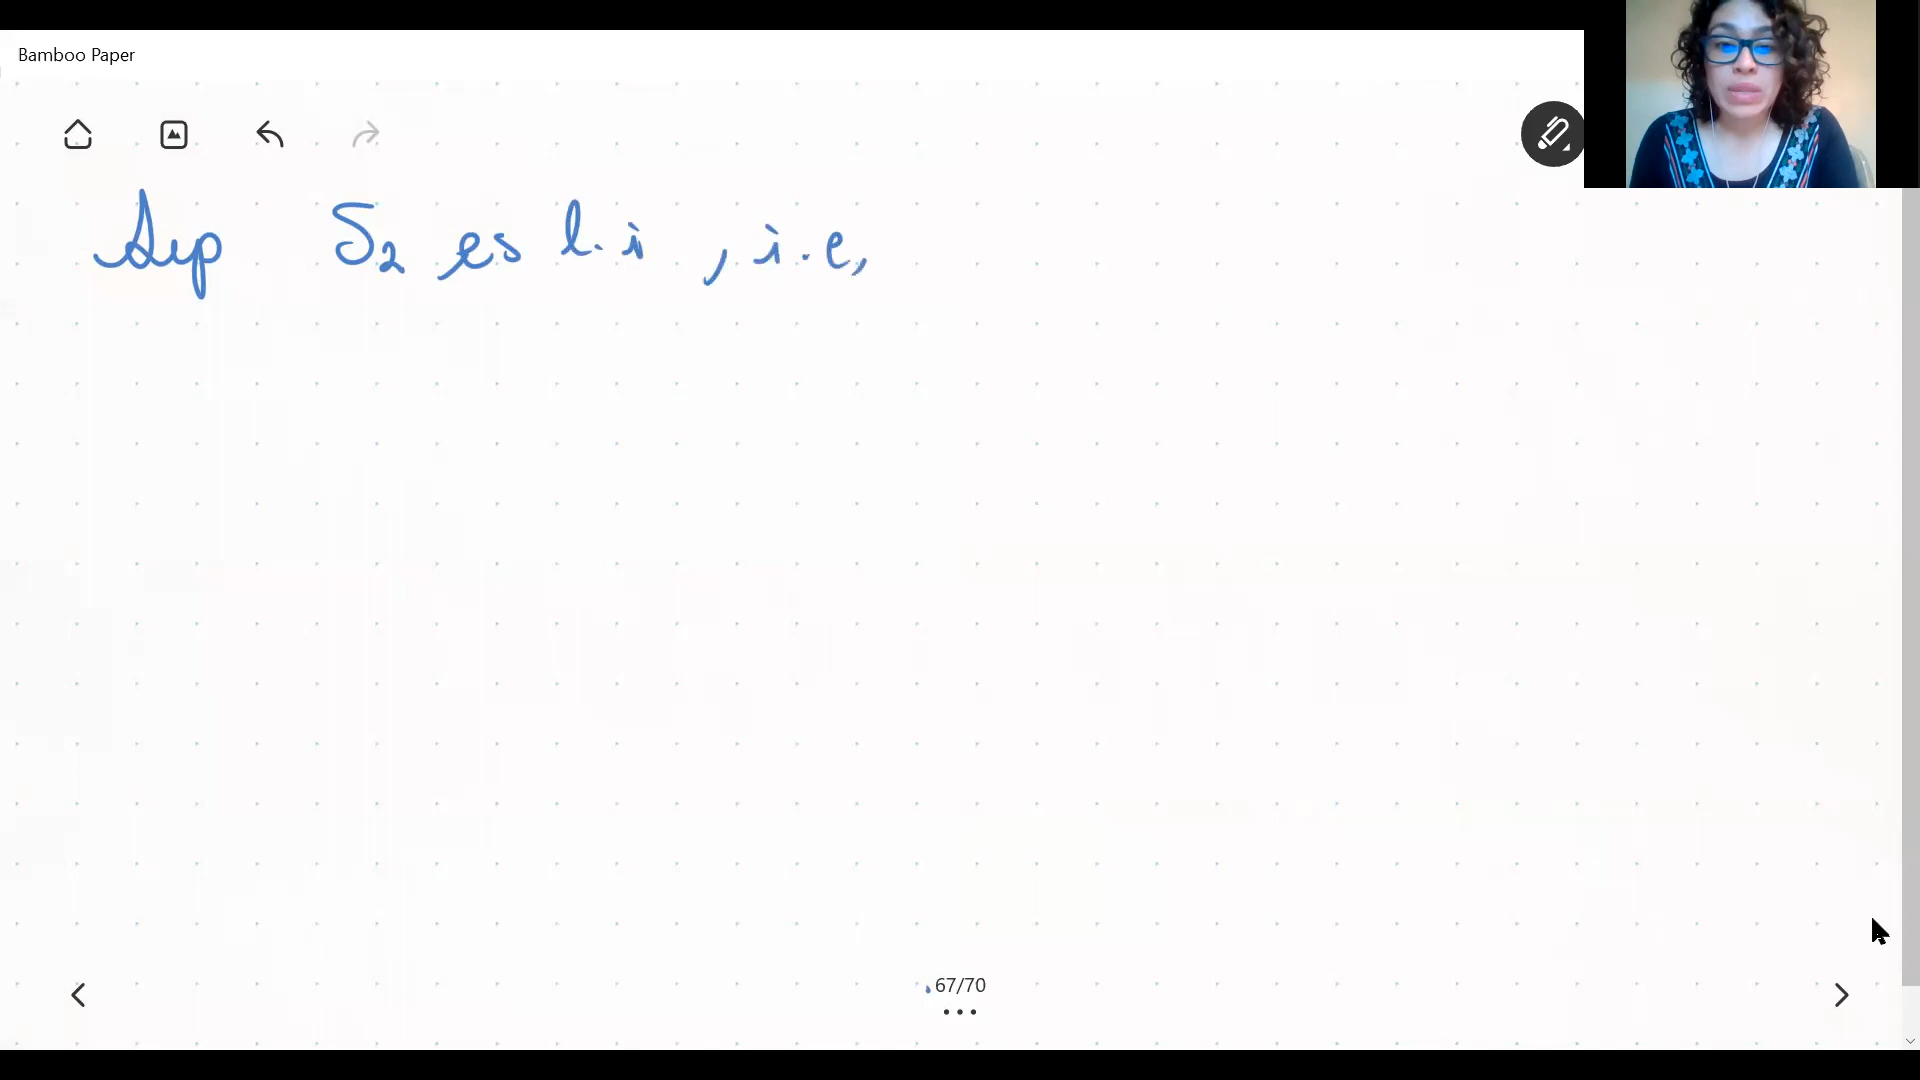 Bamboo Paper
Sup S₂ es l.i , i.e,
67/70